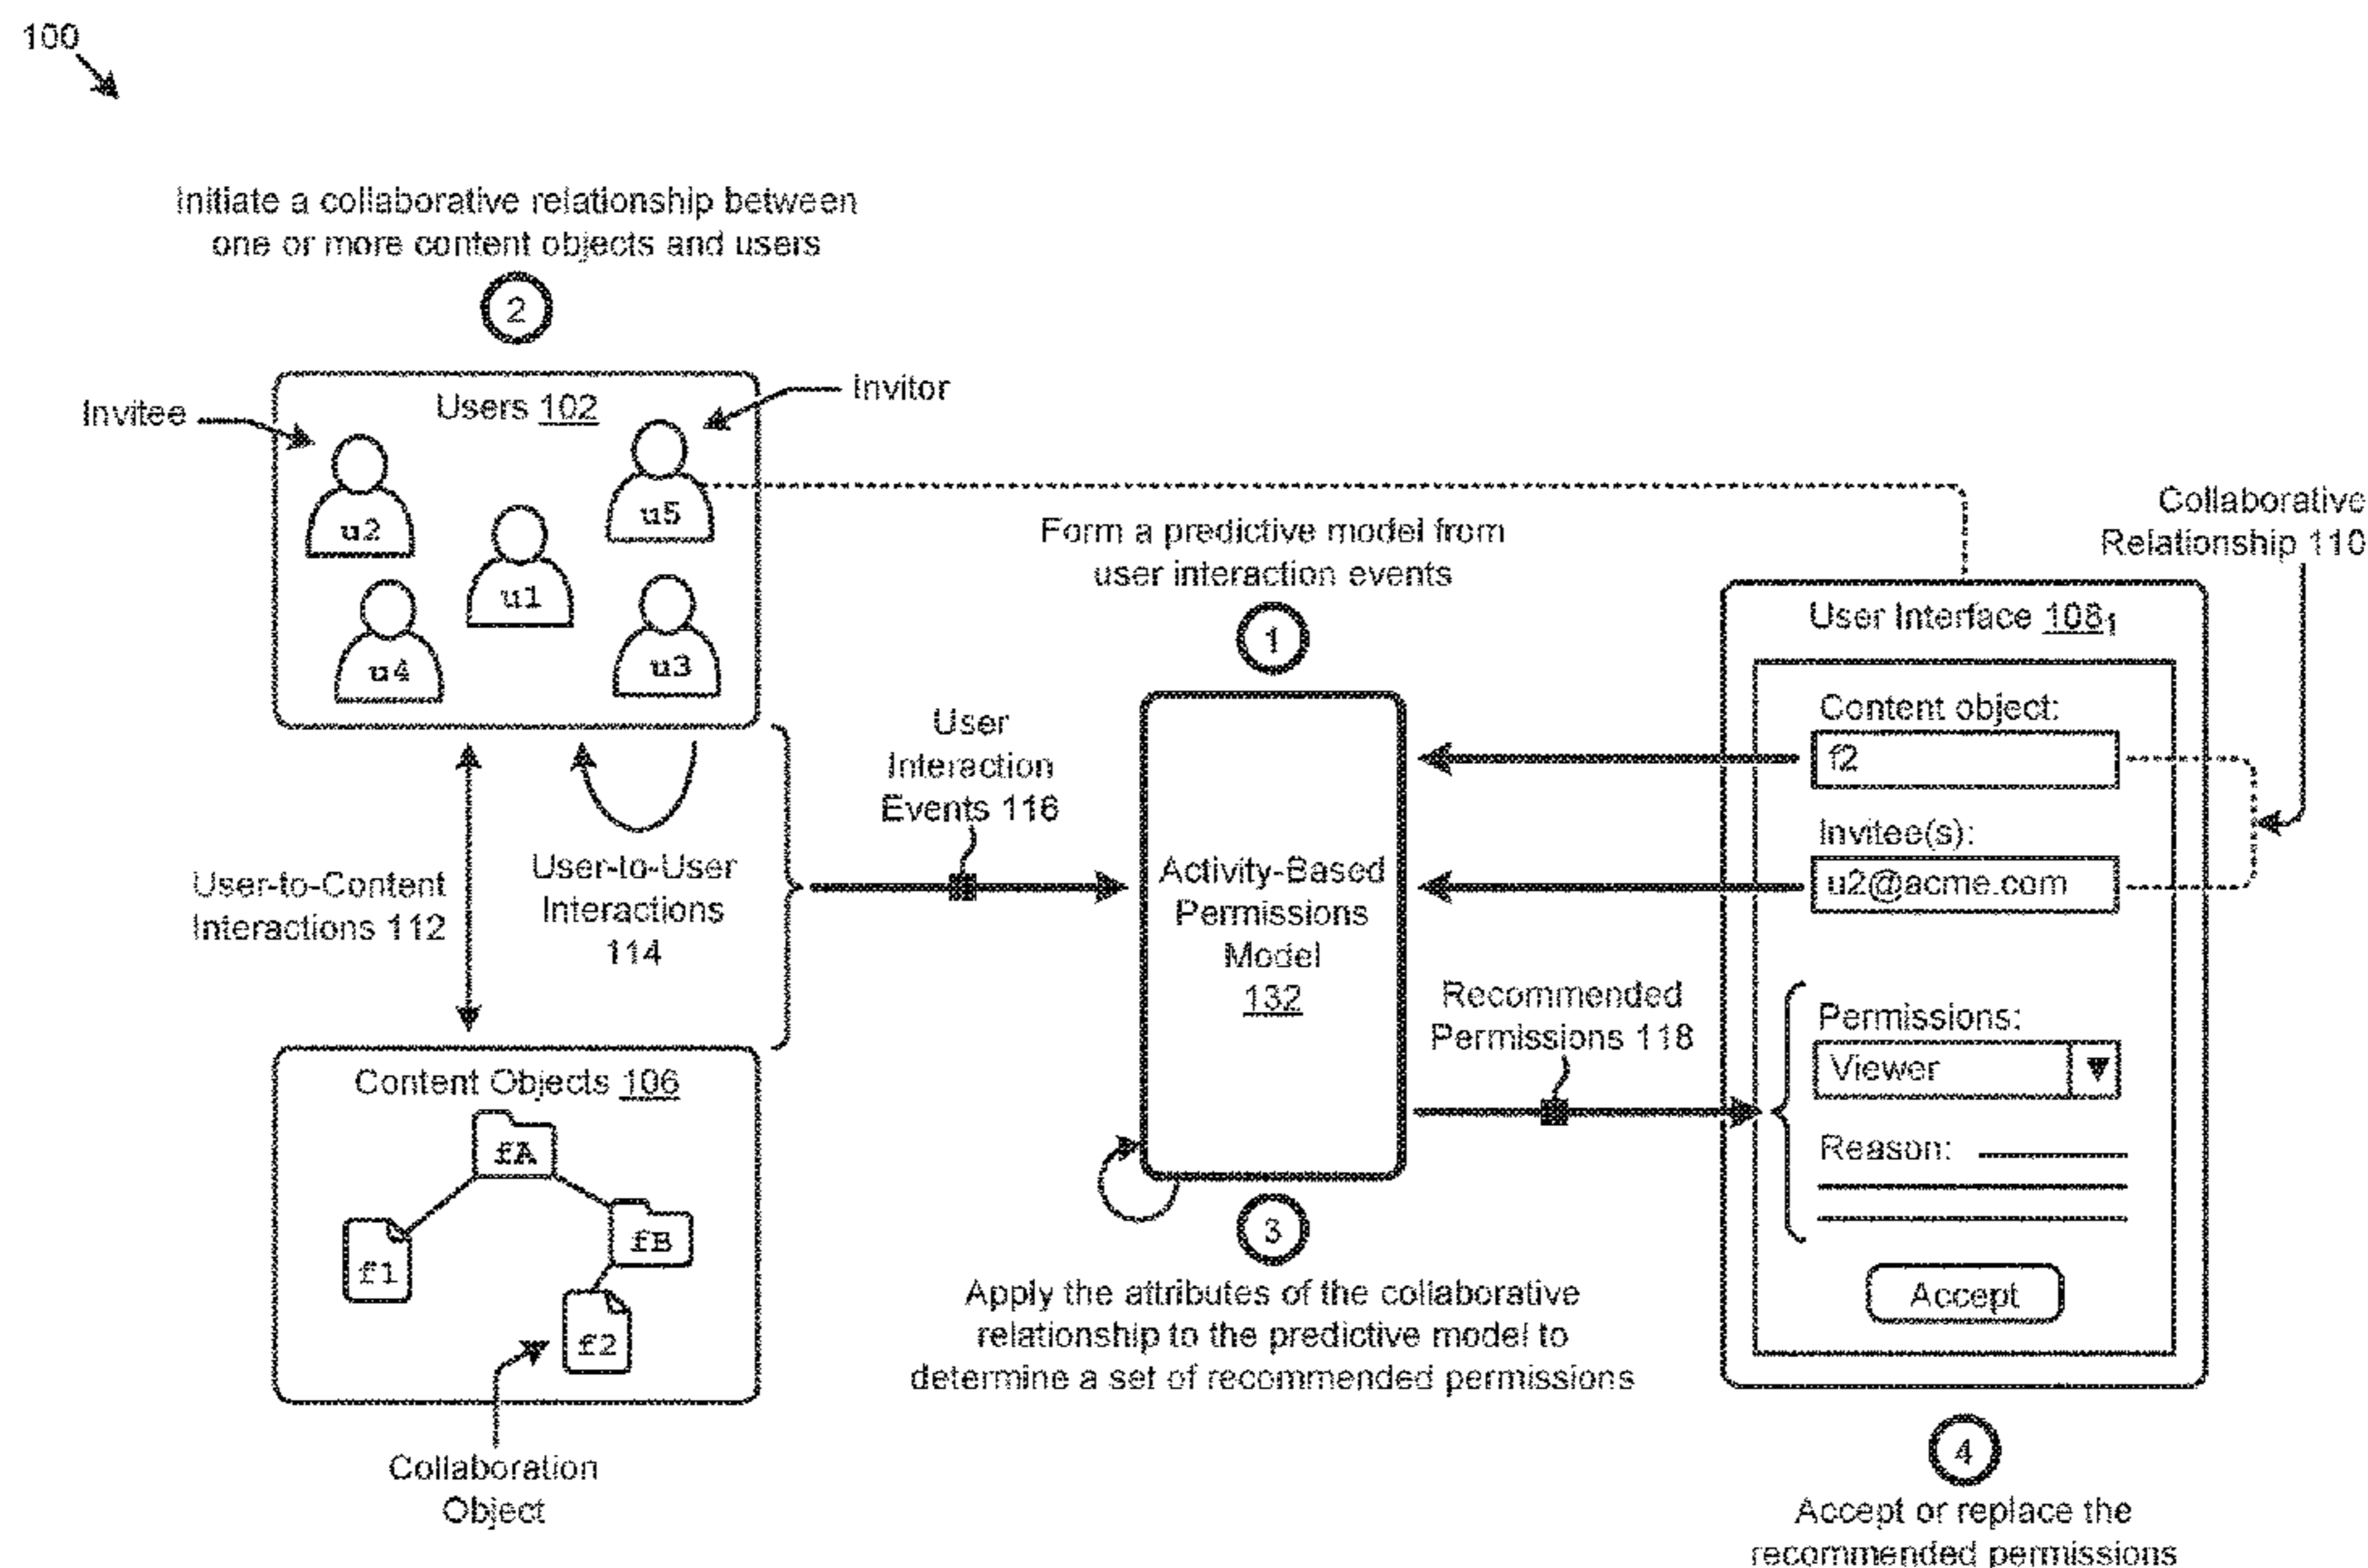 100
Initiate a collaborative relationship between
one or more content objects and users
2
Invitee
Users 102
Invitor
u2
u5
u1
u4
u3
Form a predictive model from
user interaction events
1
Collaborative
Relationship 110
User Interface 108₁
Content object:
f2
Invitee(s):
u2@acme.com
User
Interaction
Events 116
User-to-Content
Interactions 112
User-to-User
Interactions
114
Activity-Based
Permissions
Model
132
Recommended
Permissions 118
Permissions:
Viewer
Reason:
Accept
Content Objects 106
fA
fB
f1
f2
Collaboration
Object
3
Apply the attributes of the collaborative
relationship to the predictive model to
determine a set of recommended permissions
4
Accept or replace the
recommended permissions